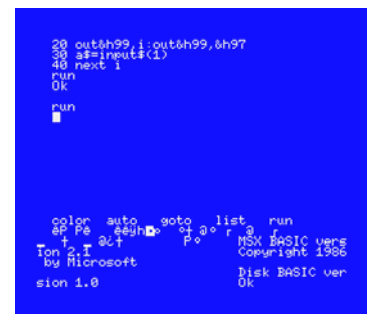 20 out&h99,i:out&h99,&h97
30 a$=input$(1)
40 next i
run
Ok
run
color auto goto list run
MSX BASIC vers
ion 2.1 Copyright 1986
by Microsoft
Disk BASIC ver
sion 1.0 Ok